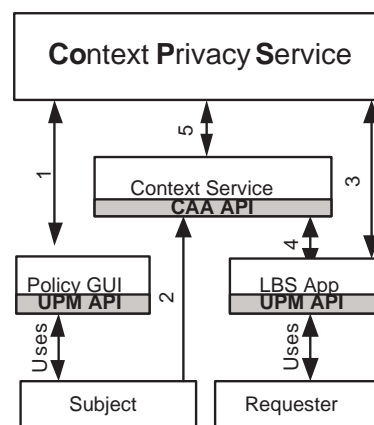 Context Privacy Service
5
1
3
Context Service
CAA API
4
2
Policy GUI
UPM API
LBS App
UPM API
Uses
Uses
Subject
Requester